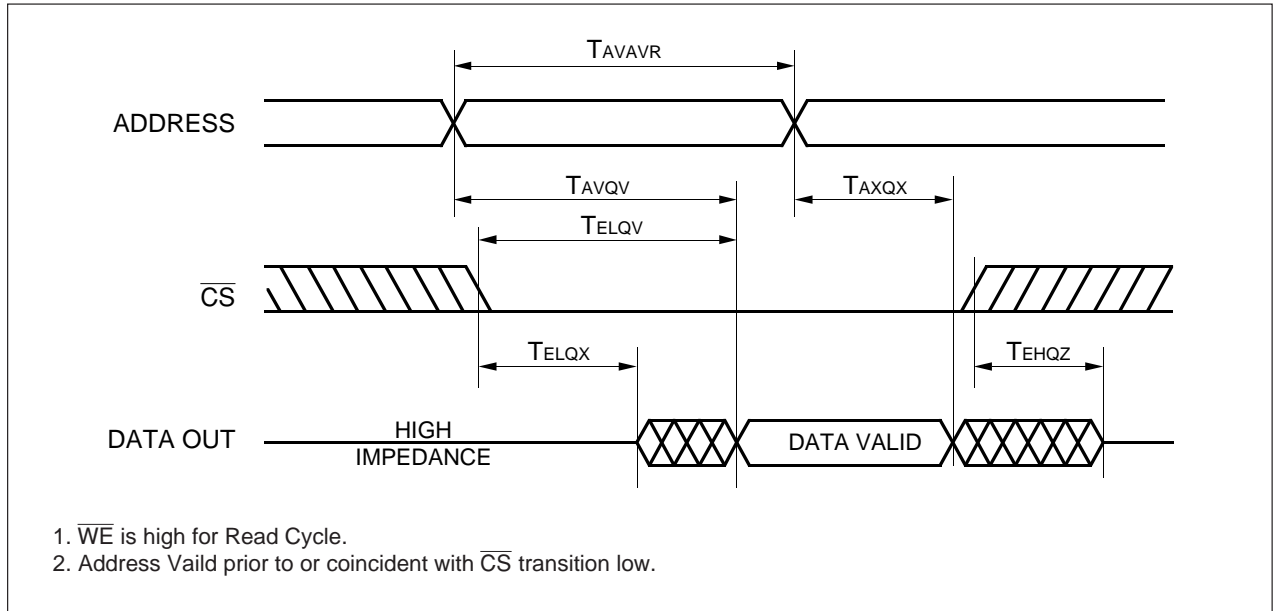 TAVAVR
ADDRESS
TAVQV
TAXQX
TELQV
CS
TELQX
TEHQZ
DATA OUT
HIGH
IMPEDANCE
DATA VALID
1. WE is high for Read Cycle.
2. Address Vaild prior to or coincident with CS transition low.